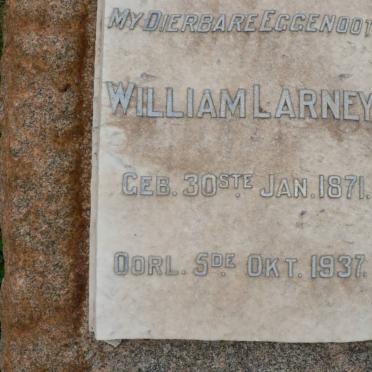 MY DIERBARE EGGENOOT
WILLIAM LARNEY
GEB. 30STE JAN. 1871.
OORL. 5DE OKT. 1937.